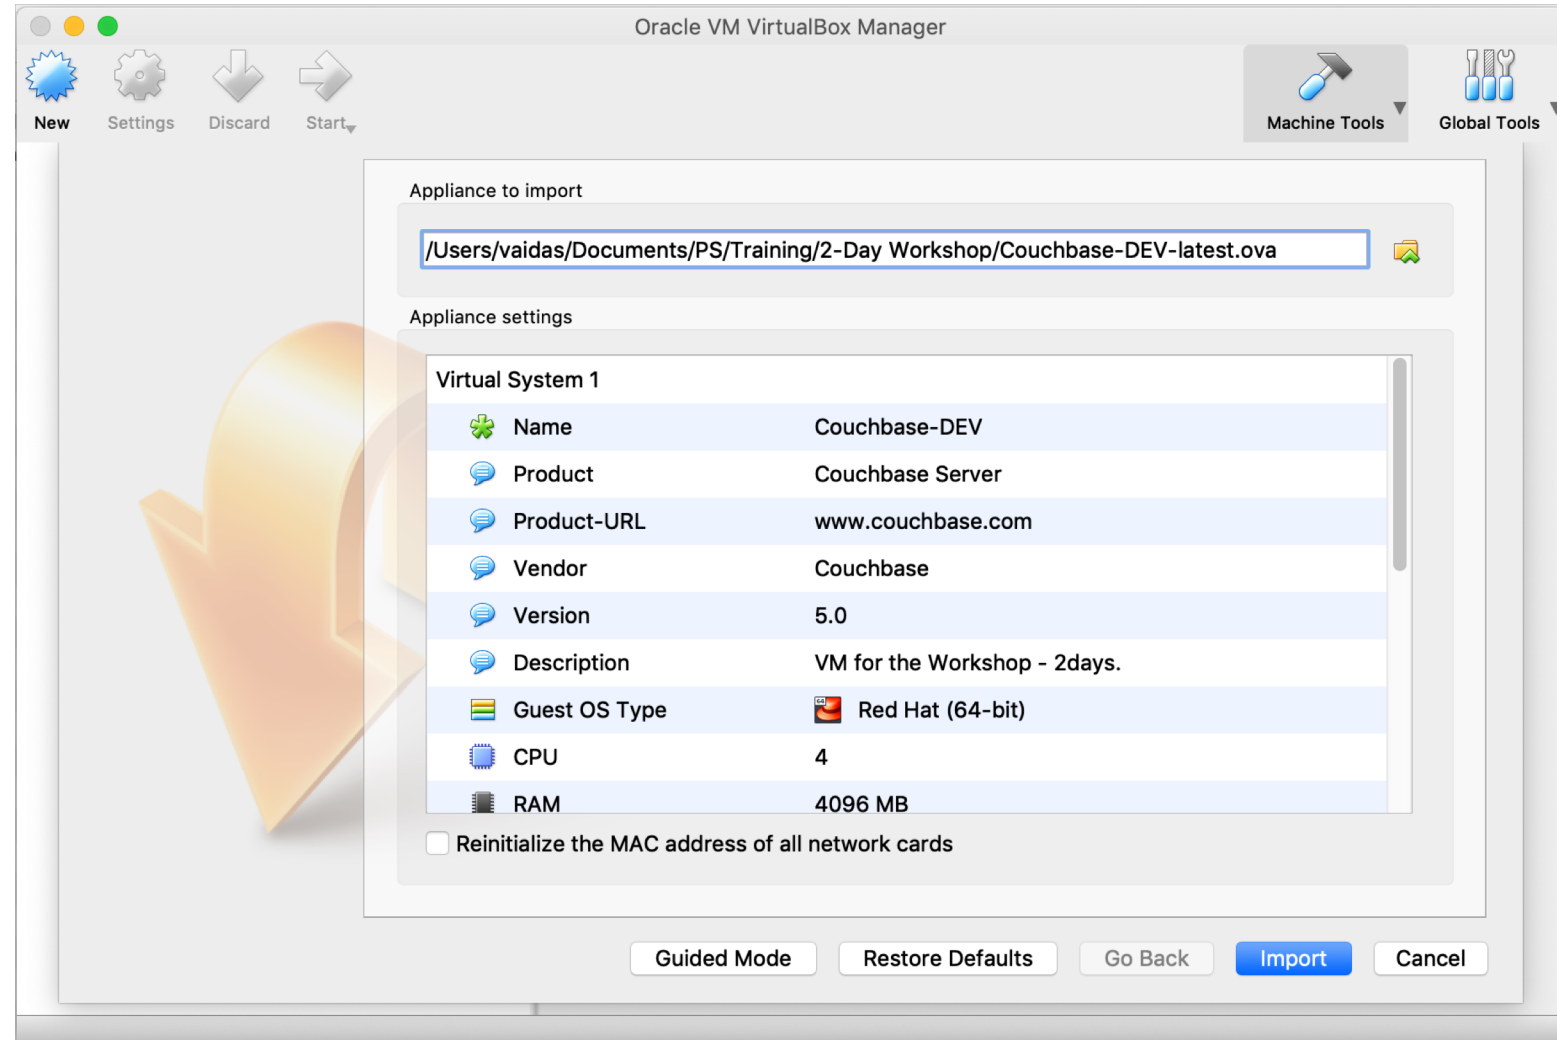 Oracle VM VirtualBox Manager
New Settings Discard Start Machine Tools Global Tools
Appliance to import
/Users/vaidas/Documents/PS/Training/2-Day Workshop/Couchbase-DEV-latest.ova
Appliance settings
Virtual System 1
Name Couchbase-DEV
Product Couchbase Server
Product-URL www.couchbase.com
Vendor Couchbase
Version 5.0
Description VM for the Workshop - 2days.
Guest OS Type 64 Red Hat (64-bit)
CPU 4
RAM 4096 MB
Reinitialize the MAC address of all network cards
Guided Mode Restore Defaults Go Back Import Cancel